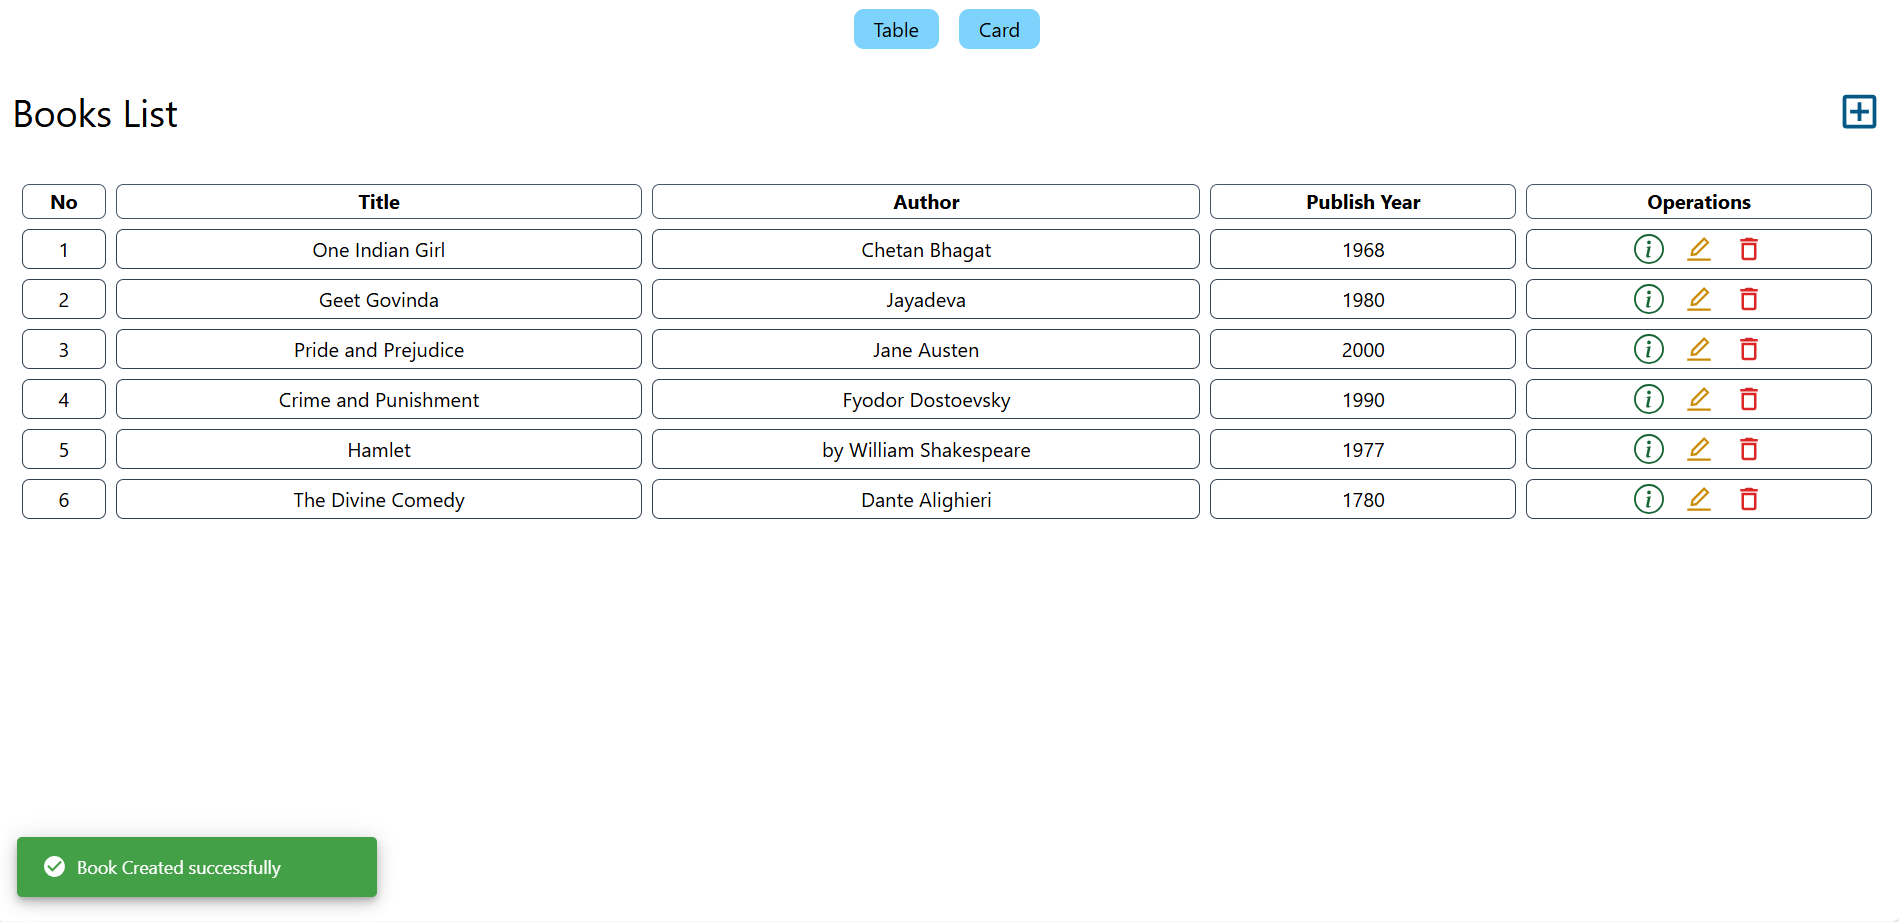 Table Card
Books List
No Title Author Publish Year Operations
1 One Indian Girl Chetan Bhagat 1968
2 Geet Govinda Jayadeva 1980
3 Pride and Prejudice Jane Austen 2000
4 Crime and Punishment Fyodor Dostoevsky 1990
5 Hamlet by William Shakespeare 1977
6 The Divine Comedy Dante Alighieri 1780
Book Created successfully